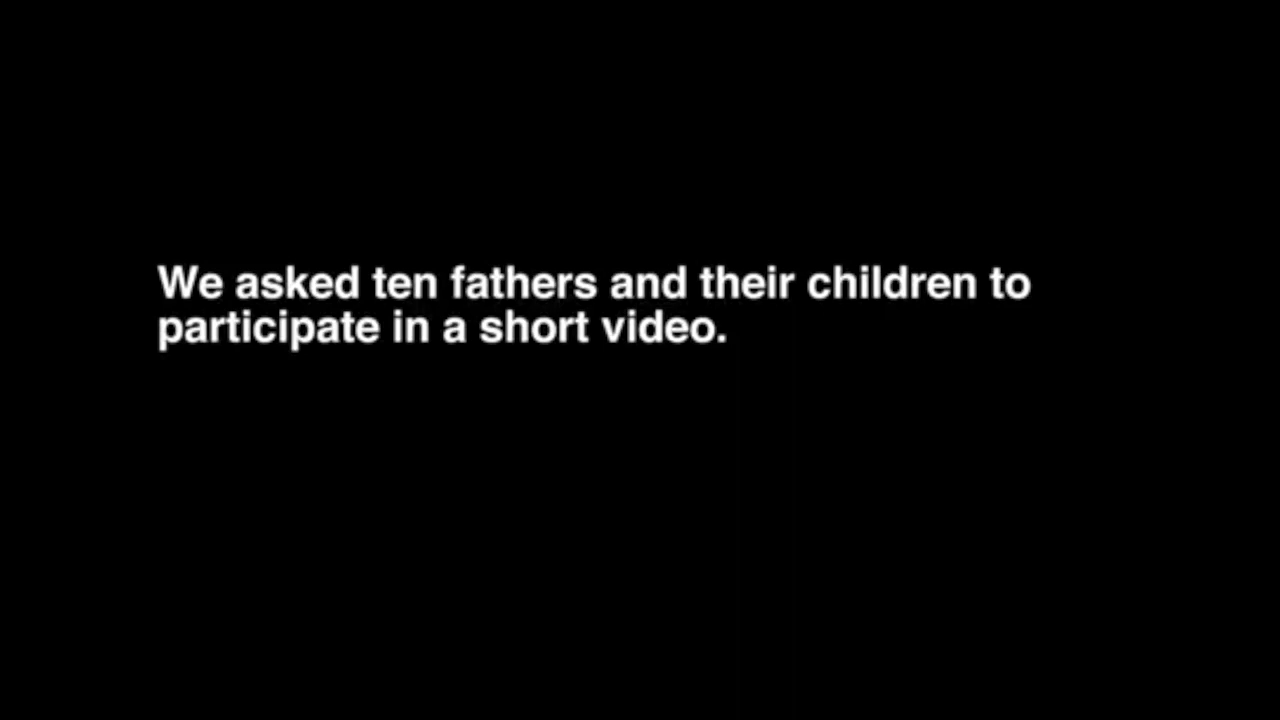 We asked ten fathers and their children to
participate in a short video.